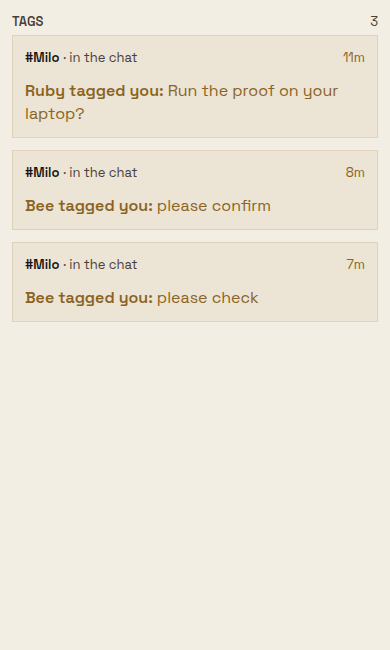 TAGS 3
#Milo · in the chat 11m
Ruby tagged you: Run the proof on your
laptop?
#Milo · in the chat 8m
Bee tagged you: please confirm
#Milo · in the chat 7m
Bee tagged you: please check